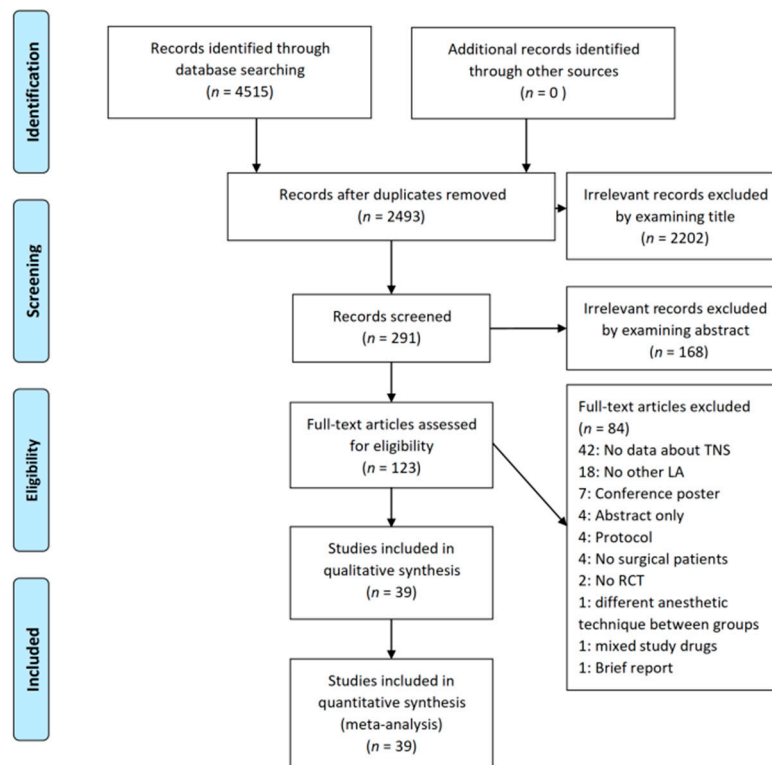 Identification
Records identified through
database searching
(n = 4515)
Additional records identified
through other sources
(n = 0 )
Records after duplicates removed
(n = 2493)
Irrelevant records excluded
by examining title
(n = 2202)
Screening
Records screened
(n = 291)
Irrelevant records excluded
by examining abstract
(n = 168)
Eligibility
Full-text articles assessed
for eligibility
(n = 123)
Full-text articles excluded
(n = 84)
42: No data about TNS
18: No other LA
7: Conference poster
4: Abstract only
4: Protocol
4: No surgical patients
2: No RCT
1: different anesthetic
technique between groups
1: mixed study drugs
1: Brief report
Studies included in
qualitative synthesis
(n = 39)
Included
Studies included in
quantitative synthesis
(meta-analysis)
(n = 39)